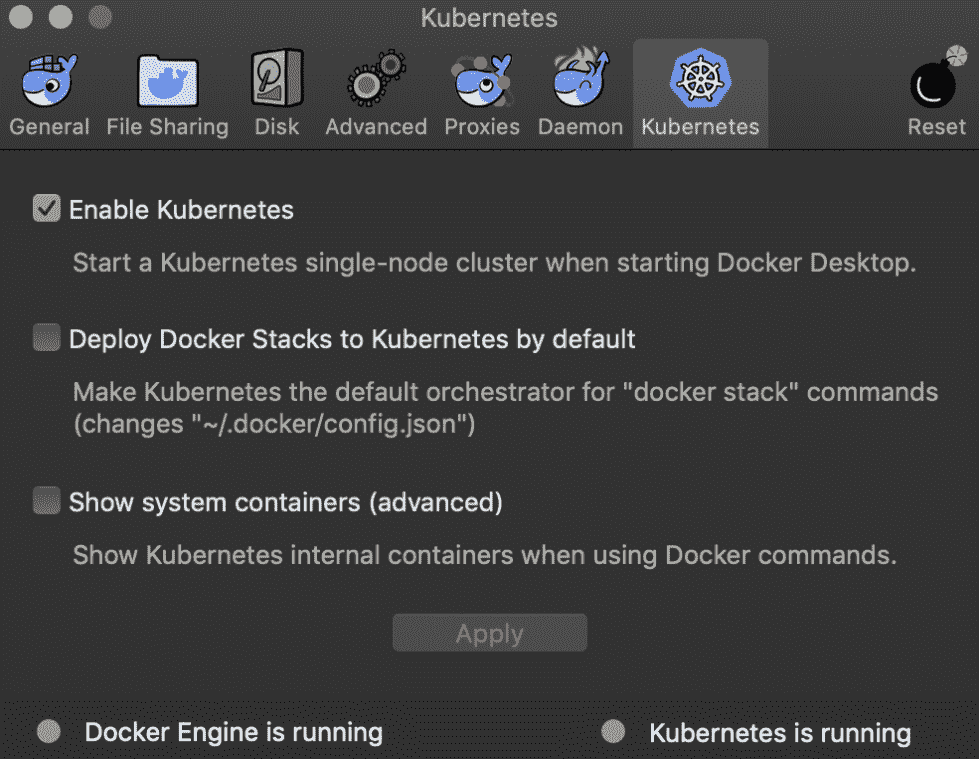 Kubernetes
General File Sharing Disk Advanced Proxies Daemon Kubernetes Reset
Enable Kubernetes
Start a Kubernetes single-node cluster when starting Docker Desktop.
Deploy Docker Stacks to Kubernetes by default
Make Kubernetes the default orchestrator for "docker stack" commands
(changes "~/.docker/config.json")
Show system containers (advanced)
Show Kubernetes internal containers when using Docker commands.
Apply
Docker Engine is running Kubernetes is running